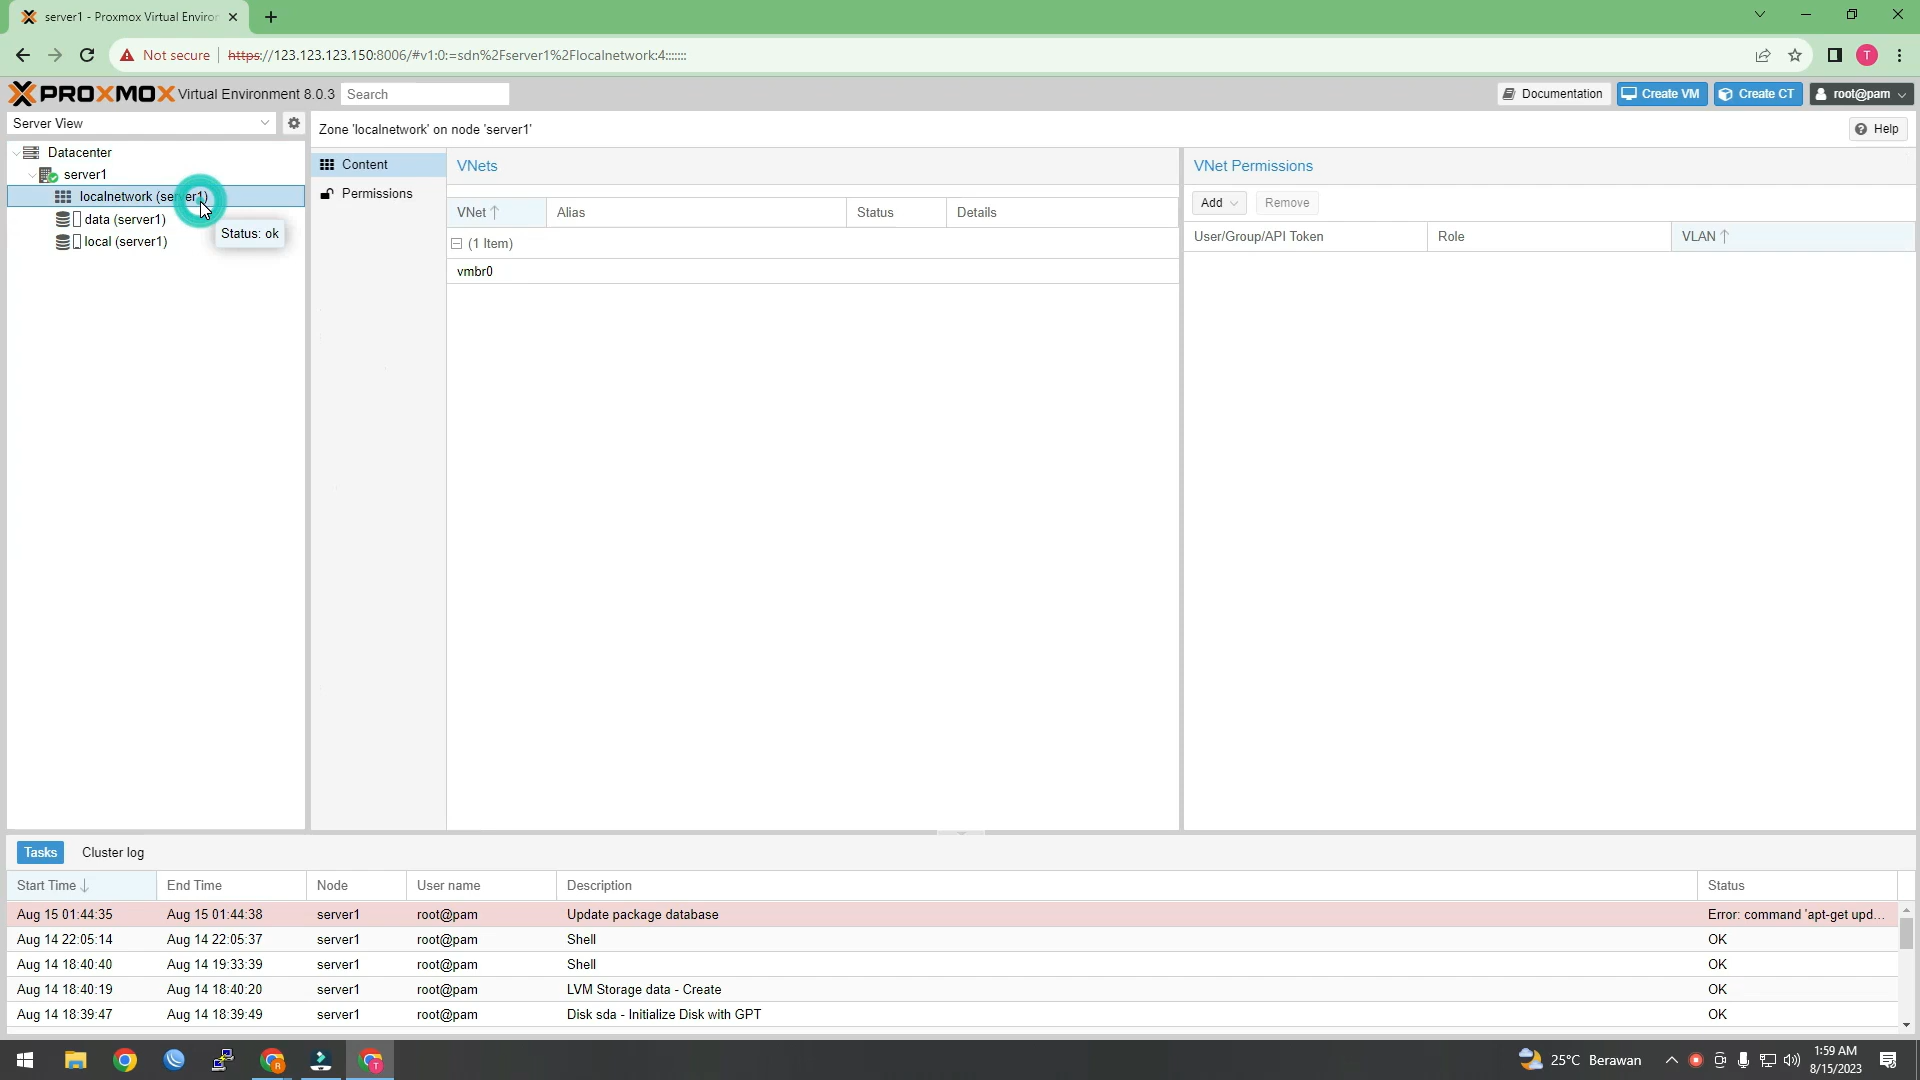 server1 - Proxmox Virtual Enviror
Not secure
https://123.123.123.150:8006/#v1:0:=sdn%2Fserver1%2Flocalnetwork:4:::::::
T
PROXMOX Virtual Environment 8.0.3
Search
Documentation
Create VM
Create CT
root@pam
Server View
Zone 'localnetwork' on node 'server1'
Help
Datacenter
server1
localnetwork (server1)
data (server1)
local (server1)
Status: ok
Content
Permissions
VNets
VNet
Alias
Status
Details
(1 Item)
vmbr0
VNet Permissions
Add
Remove
User/Group/API Token
Role
VLAN
Tasks
Cluster log
Start Time
End Time
Node
User name
Description
Status
Aug 15 01:44:35
Aug 15 01:44:38
server1
root@pam
Update package database
Error: command 'apt-get upd...
Aug 14 22:05:14
Aug 14 22:05:37
server1
root@pam
Shell
OK
Aug 14 18:40:40
Aug 14 19:33:39
server1
root@pam
Shell
OK
Aug 14 18:40:19
Aug 14 18:40:20
server1
root@pam
LVM Storage data - Create
OK
Aug 14 18:39:47
Aug 14 18:39:49
server1
root@pam
Disk sda - Initialize Disk with GPT
OK
R
T
25°C Berawan
1:59 AM
8/15/2023